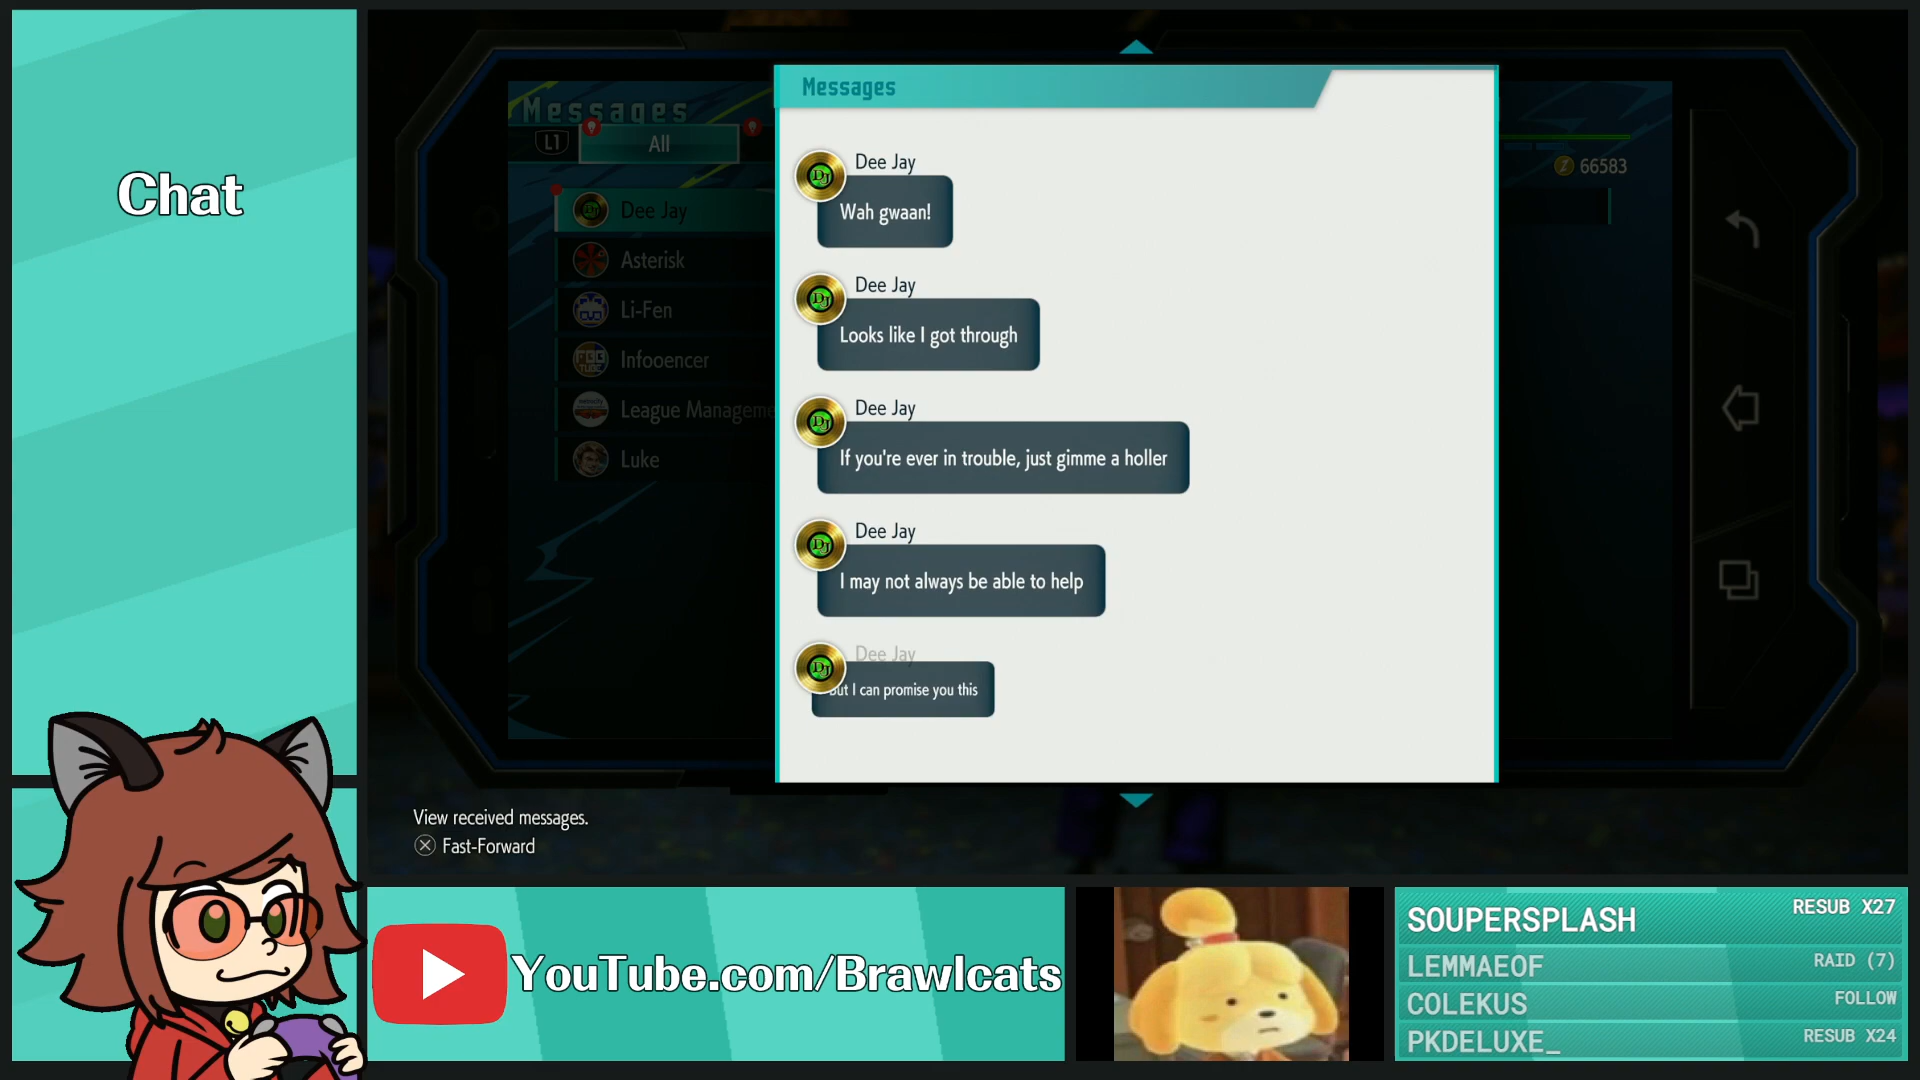 Chat
Messages
L1
All
Dee Jay
Asterisk
Li-Fen
Infooencer
League Manageme
Luke
66583
Messages
Dee Jay
Wah gwaan!
Dee Jay
Looks like I got through
Dee Jay
If you're ever in trouble, just gimme a holler
Dee Jay
I may not always be able to help
Dee Jay
But I can promise you this
View received messages.
Fast-Forward
YouTube.com/Brawlcats
SOUPERSPLASH RESUB X27
LEMMAEOF RAID (7)
COLEKUS FOLLOW
PKDELUXE_ RESUB X24